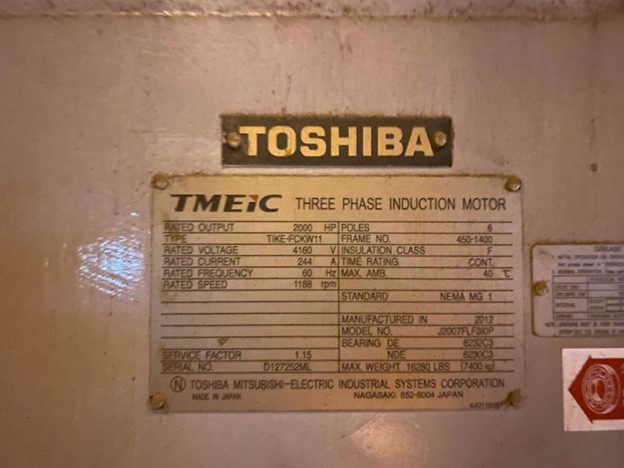 TOSHIBA
TMEiC THREE PHASE INDUCTION MOTOR
RATED OUTPUT 2000 HP POLES 6
TYPE TIKE-FCKW11 FRAME NO. 450-1400
RATED VOLTAGE 4160 V INSULATION CLASS F
RATED CURRENT 244 A TIME RATING CONT.
RATED FREQUENCY 60 Hz MAX. AMB. 40 ℃
RATED SPEED 1188 rpm
STANDARD NEMA MG 1
MANUFACTURED IN 2012
MODEL NO. J2007FLF3I0P
BEARING DE 6232C3
SERVICE FACTOR 1.15 NDE 6230C3
SERIAL NO. D127252ML MAX. WEIGHT 16280 LBS (7400 kg)
N TOSHIBA MITSUBISHI-ELECTRIC INDUSTRIAL SYSTEMS CORPORATION
MADE IN JAPAN NAGASAKI. 852-8004 JAPAN
GREASE